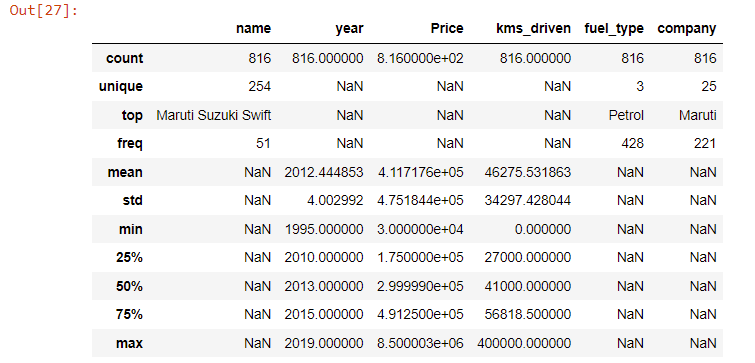 Out[27]:
name year Price kms_driven fuel_type company
count 816 816.000000 8.160000e+02 816.000000 816 816
unique 254 NaN NaN NaN 3 25
top Maruti Suzuki Swift NaN NaN NaN Petrol Maruti
freq 51 NaN NaN NaN 428 221
mean NaN 2012.444853 4.117176e+05 46275.531863 NaN NaN
std NaN 4.002992 4.751844e+05 34297.428044 NaN NaN
min NaN 1995.000000 3.000000e+04 0.000000 NaN NaN
25% NaN 2010.000000 1.750000e+05 27000.000000 NaN NaN
50% NaN 2013.000000 2.999990e+05 41000.000000 NaN NaN
75% NaN 2015.000000 4.912500e+05 56818.500000 NaN NaN
max NaN 2019.000000 8.500003e+06 400000.000000 NaN NaN